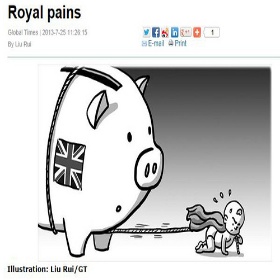 Royal pains
Global Times | 2013-7-25 11:26:15
By Liu Rui
1
E-mail Print
Illustration: Liu Rui/GT